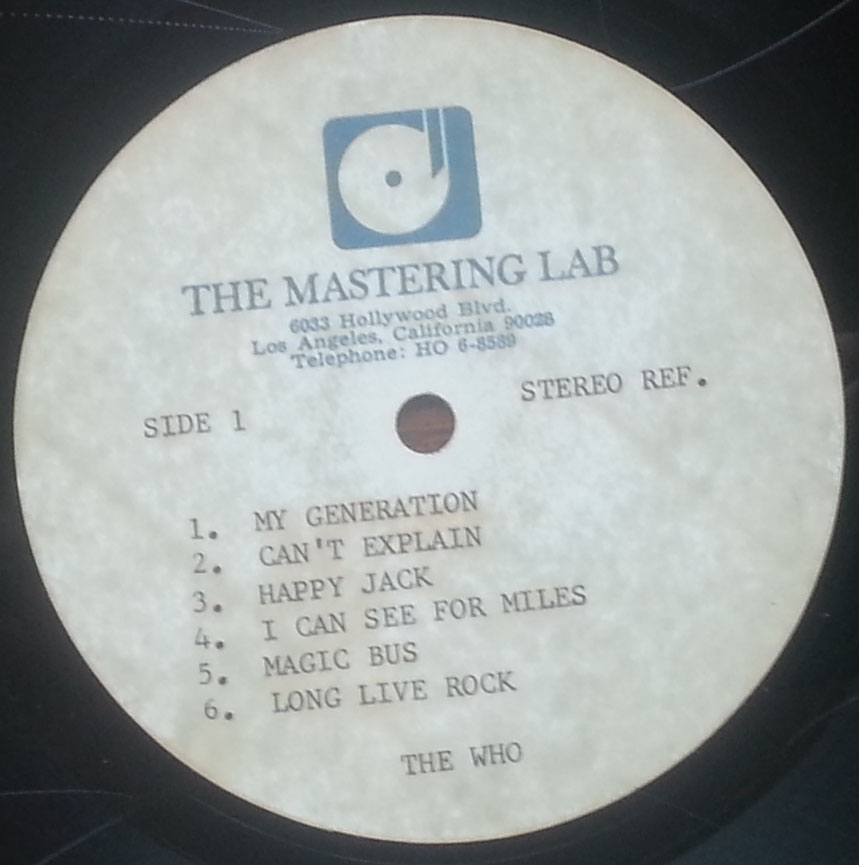 THE MASTERING LAB
6033 Hollywood Blvd.
Los Angeles, California 90028
Telephone: HO 6-8589
STEREO REF.
SIDE 1
1. MY GENERATION
2. CAN'T EXPLAIN
3. HAPPY JACK
4. I CAN SEE FOR MILES
5. MAGIC BUS
6. LONG LIVE ROCK
THE WHO